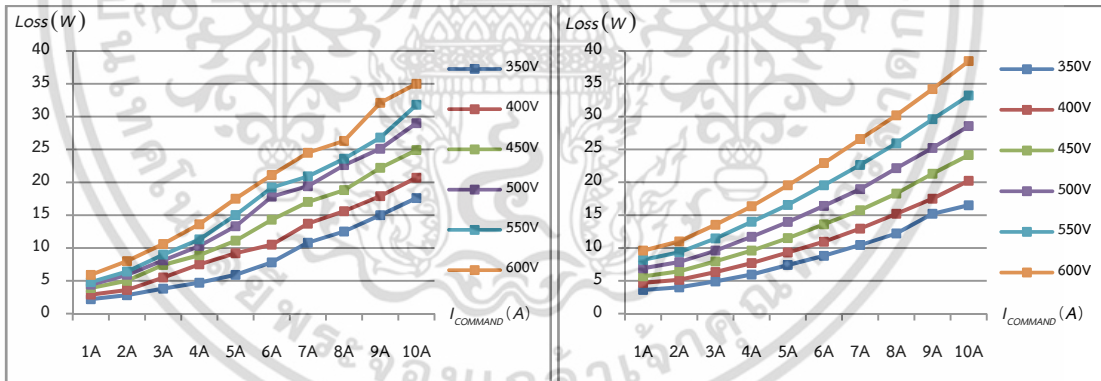 Loss(W)
40
35
30
25
20
15
10
5
0
1A 2A 3A 4A 5A 6A 7A 8A 9A 10A
I_COMMAND(A)
350V
400V
450V
500V
550V
600V
Loss(W)
40
35
30
25
20
15
10
5
0
1A 2A 3A 4A 5A 6A 7A 8A 9A 10A
I_COMMAND(A)
350V
400V
450V
500V
550V
600V